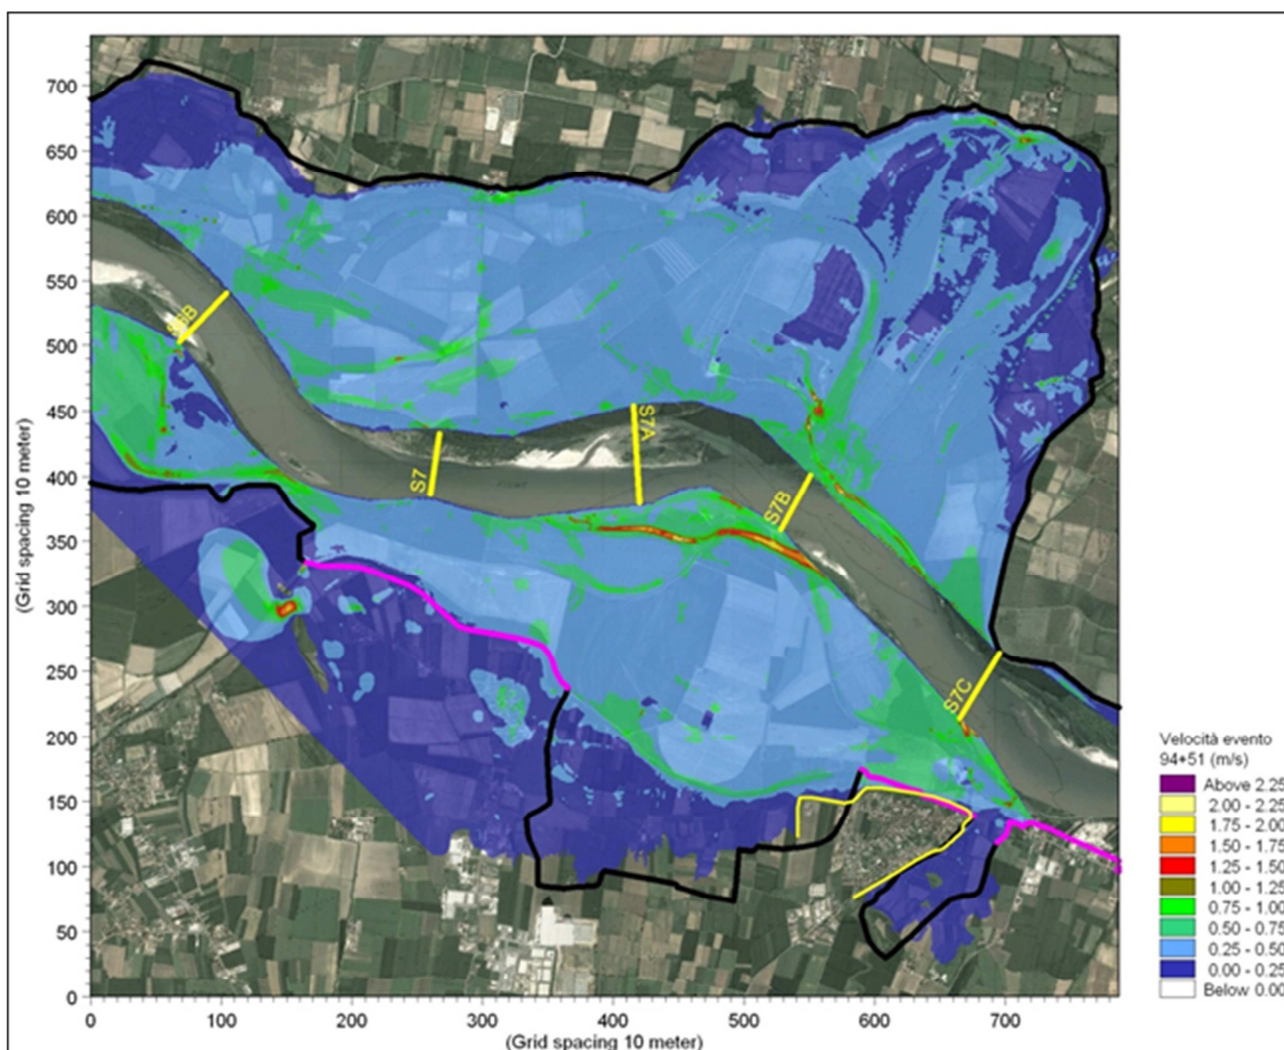 700
650
600
550
500
450
400
350
300
250
200
150
100
50
0
(Grid spacing 10 meter)
S6B
S7
S7A
S7B
S7C
0 100 200 300 400 500 600 700
(Grid spacing 10 meter)
Velocità evento
94+51 (m/s)
Above 2.25
2.00 - 2.25
1.75 - 2.00
1.50 - 1.75
1.25 - 1.50
1.00 - 1.25
0.75 - 1.00
0.50 - 0.75
0.25 - 0.50
0.00 - 0.25
Below 0.00